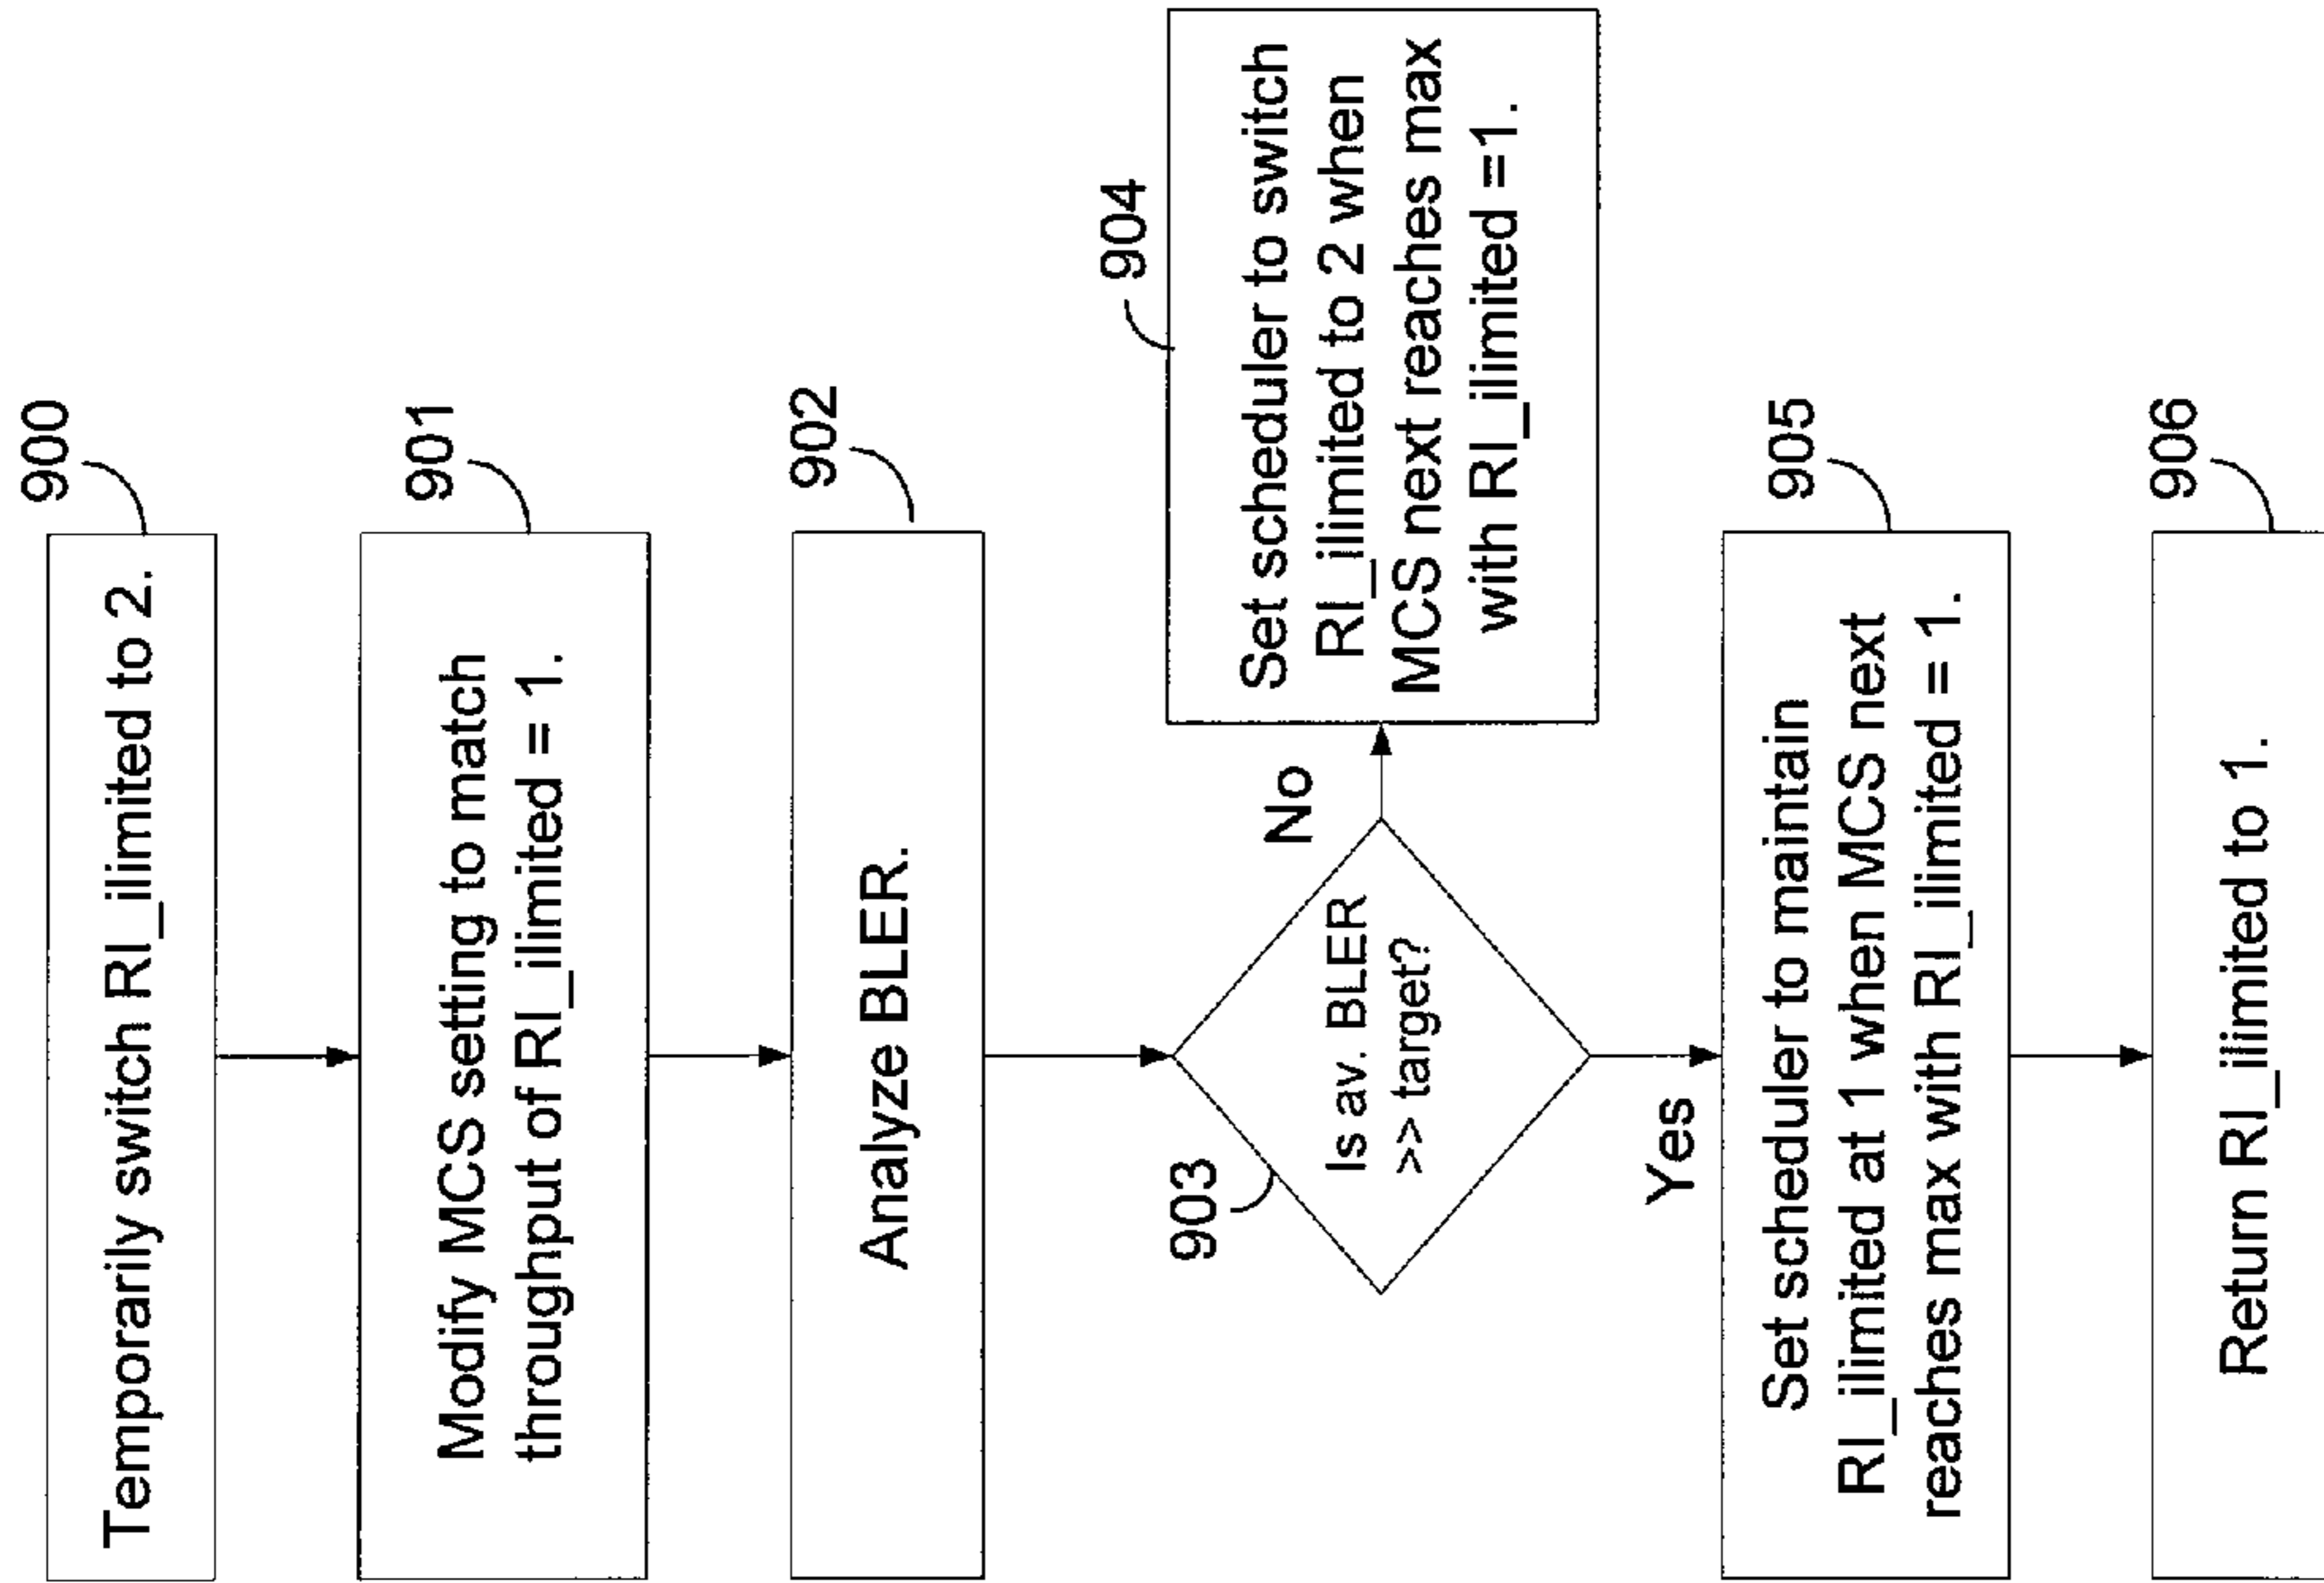 900
Temporarily switch RI_ilimited to 2.
901
Modify MCS setting to match
throughput of RI_ilimited = 1.
902
Analyze BLER.
903
Is av. BLER
>> target?
No
904
Set scheduler to switch
RI_ilimited to 2 when
MCS next reaches max
with RI_ilimited =1.
Yes
905
Set scheduler to maintain
RI_ilimited at 1 when MCS next
reaches max with RI_ilimited = 1.
906
Return RI_ilimited to 1.